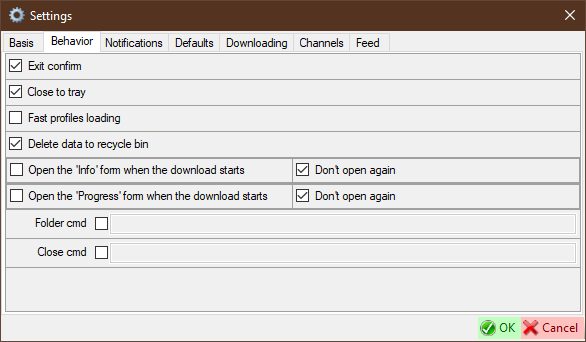 Settings
Basis Behavior Notifications Defaults Downloading Channels Feed
Exit confirm
Close to tray
Fast profiles loading
Delete data to recycle bin
Open the 'Info' form when the download starts Don't open again
Open the 'Progress' form when the download starts Don't open again
Folder cmd
Close cmd
OK Cancel